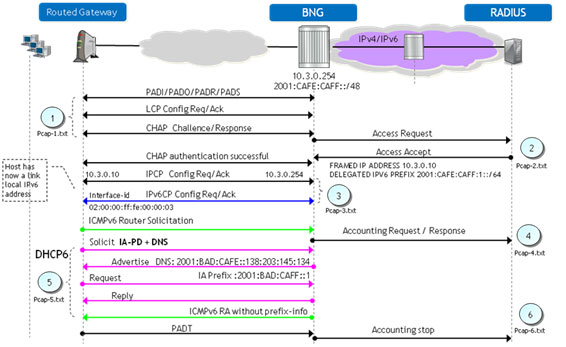 Routed Gateway
BNG
RADIUS
IPv4/IPv6
10.3.0.254
2001:CAFE:CAFF::/48
PADI/PADO/PADR/PADS
LCP Config Req/Ack
1
Pcap-1.txt
CHAP Challence/Response
Access Request
2
Pcap-2.txt
Access Accept
CHAP authentication successful
FRAMED IP ADDRESS 10.3.0.10
DELEGATED IPV6 PREFIX 2001:CAFE:CAFF:1::/64
Host has
now a link
local IPv6
address
10.3.0.10 IPCP Config Req/Ack 10.3.0.254
IPv6CP Config Req/Ack
3
Pcap-3.txt
Interface-id
02:00:00:ff:fe:00:00:03
ICMPv6 Router Solicitation
Accounting Request / Response
4
Pcap-4.txt
Solicit IA-PD + DNS
DHCP6
Advertise DNS: 2001:BAD:CAFE::138:203:145:134
5
Pcap-5.txt
Request IA Prefix :2001:BAD:CAFF::1
Reply
ICMPv6 RA without prefix-info
6
Pcap-6.txt
PADT
Accounting stop